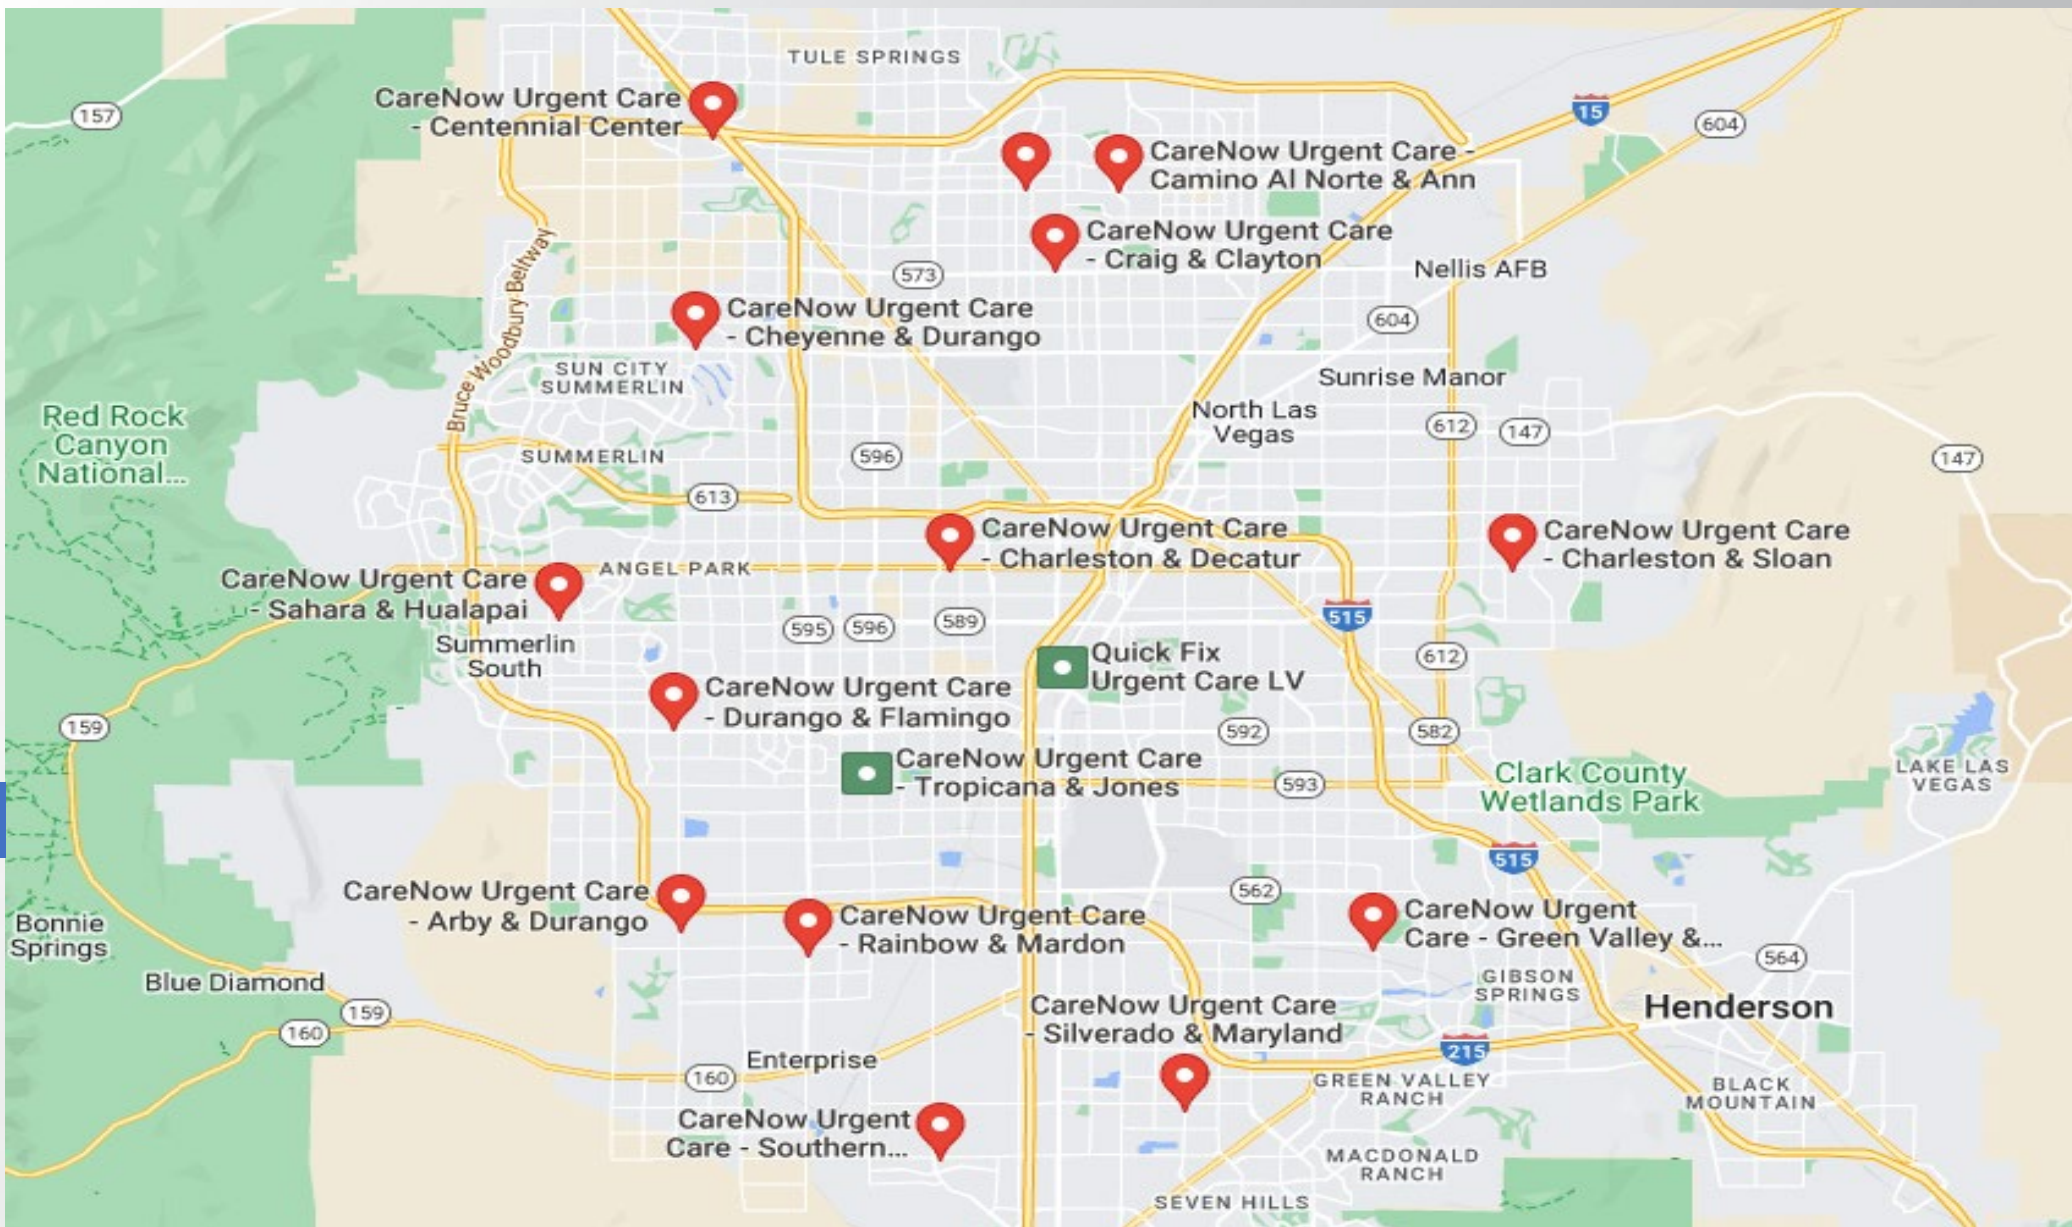 TULE SPRINGS
157
CareNow Urgent Care
- Centennial Center
15
604
CareNow Urgent Care -
Camino Al Norte & Ann
CareNow Urgent Care
- Craig & Clayton
Bruce Woodbury Beltway
573
Nellis AFB
CareNow Urgent Care
- Cheyenne & Durango
604
SUN CITY
SUMMERLIN
Sunrise Manor
Red Rock
Canyon
National...
North Las
Vegas
612
147
147
SUMMERLIN
596
613
CareNow Urgent Care
- Charleston & Decatur
CareNow Urgent Care
- Charleston & Sloan
ANGEL PARK
CareNow Urgent Care
- Sahara & Hualapai
515
595
596
589
Summerlin
South
Quick Fix
Urgent Care LV
612
CareNow Urgent Care
- Durango & Flamingo
159
592
582
CareNow Urgent Care
- Tropicana & Jones
593
Clark County
Wetlands Park
LAKE LAS
VEGAS
515
CareNow Urgent Care
- Arby & Durango
562
CareNow Urgent Care
- Rainbow & Mardon
CareNow Urgent
Care - Green Valley &...
Bonnie
Springs
564
Blue Diamond
GIBSON
SPRINGS
159
160
CareNow Urgent Care
- Silverado & Maryland
Henderson
215
Enterprise
160
GREEN VALLEY
RANCH
BLACK
MOUNTAIN
CareNow Urgent
Care - Southern...
MACDONALD
RANCH
SEVEN HILLS